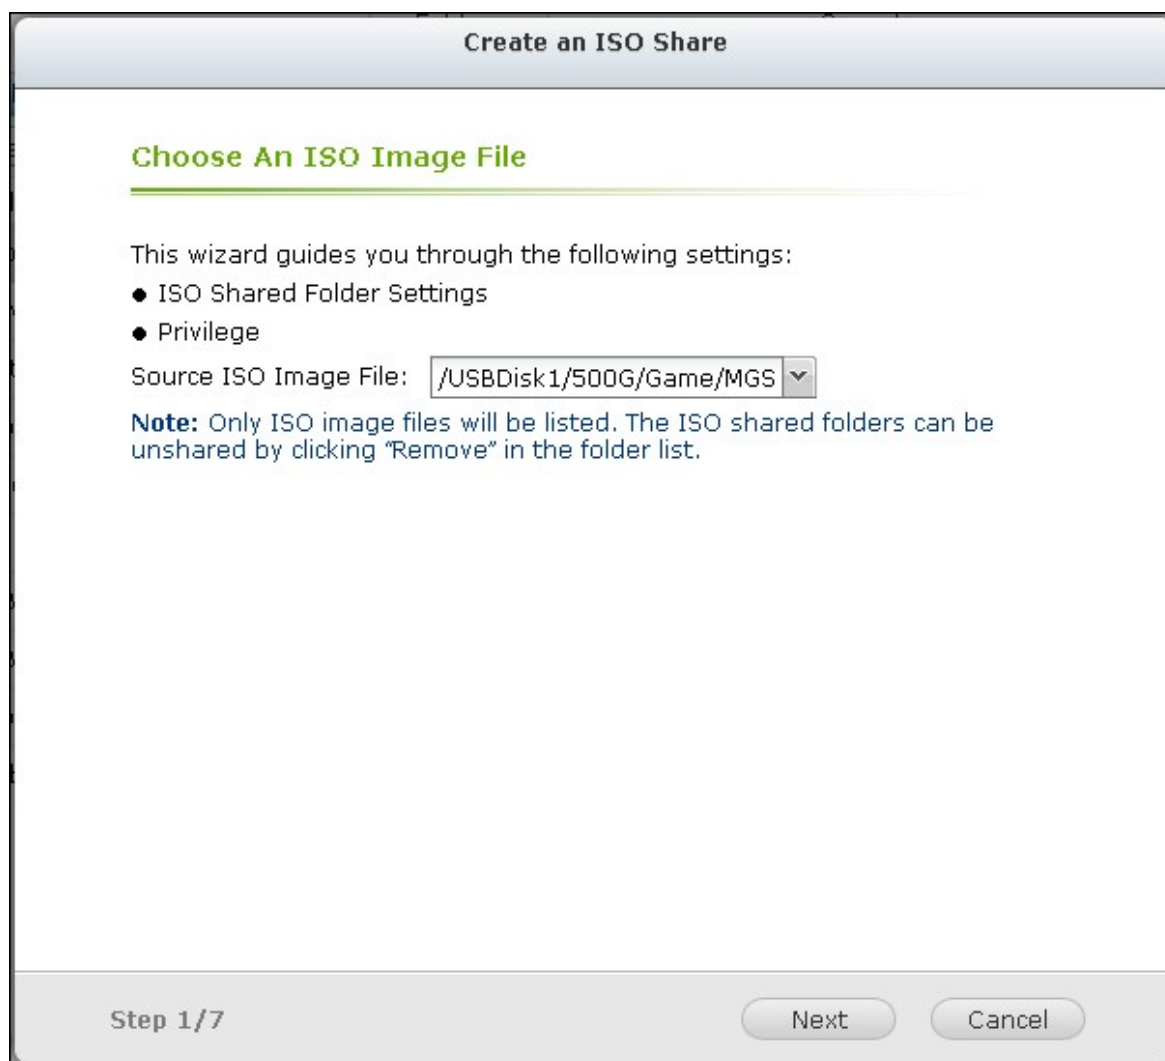 Create an ISO Share
Choose An ISO Image File
This wizard guides you through the following settings:
● ISO Shared Folder Settings
● Privilege
Source ISO Image File: /USBDisk1/500G/Game/MGS
Note: Only ISO image files will be listed. The ISO shared folders can be
unshared by clicking “Remove” in the folder list.
Step 1/7 Next Cancel